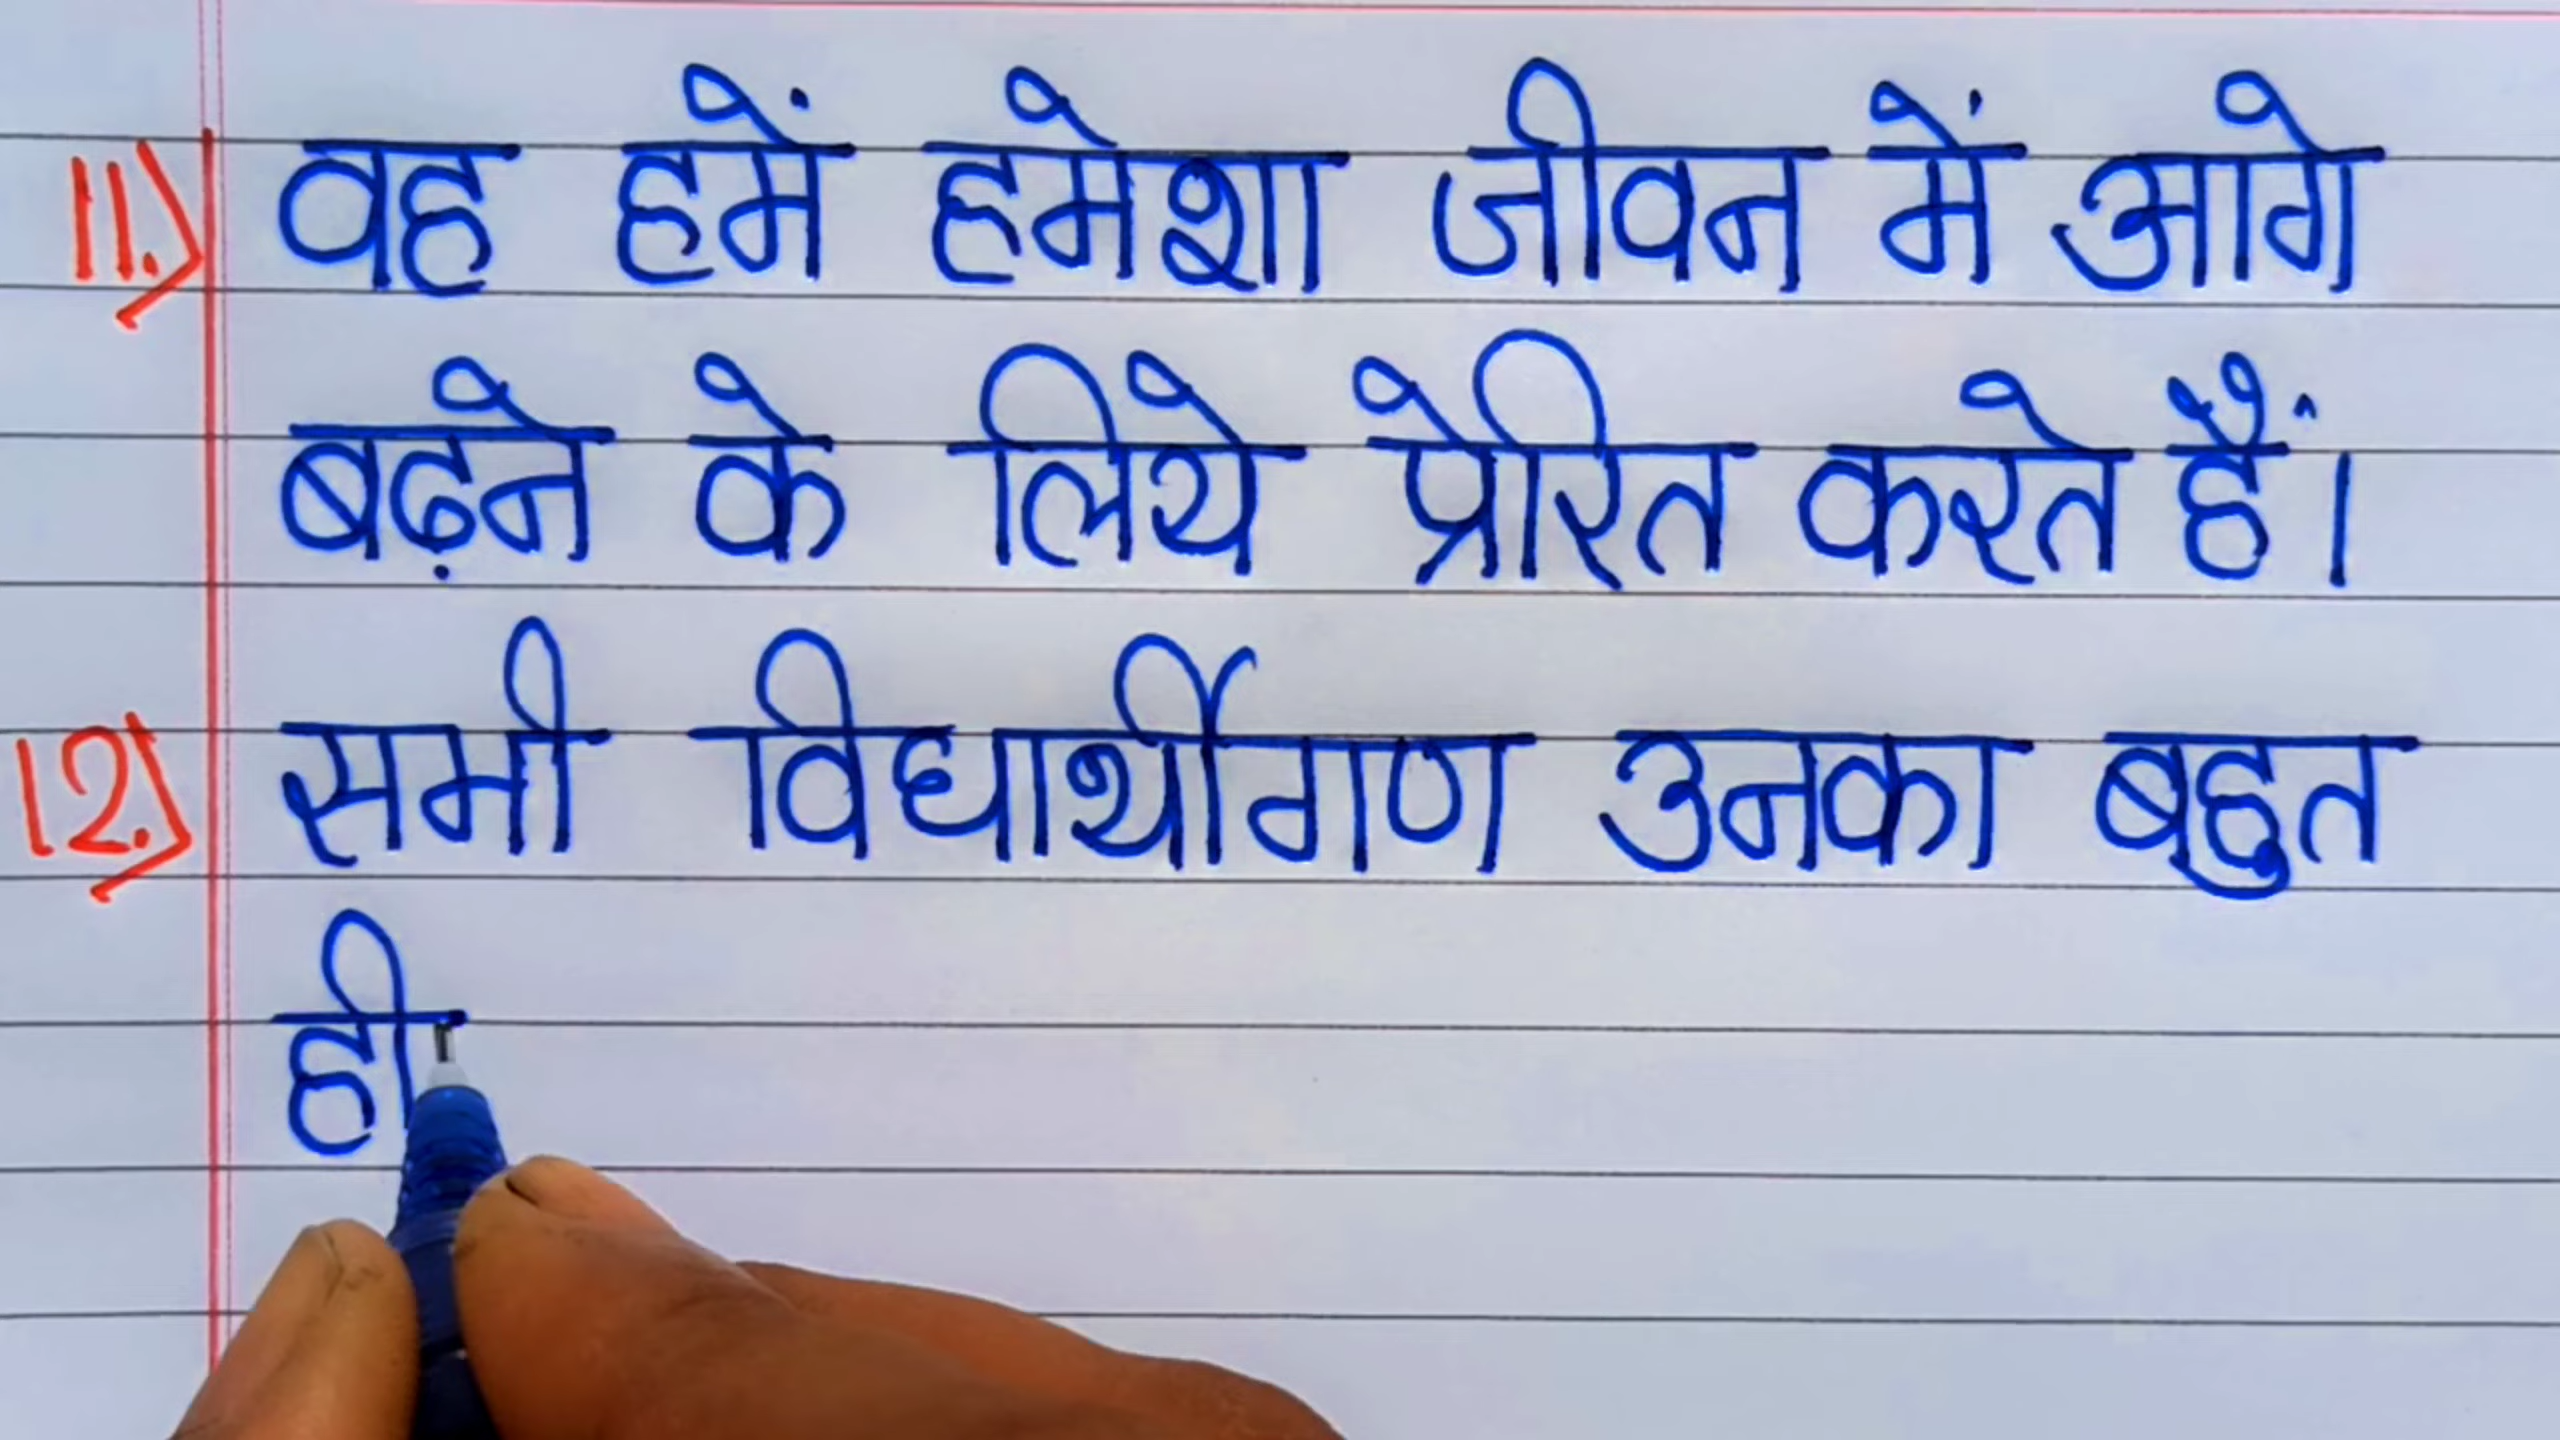 11.) वह हमें हमेशा जीवन में आगे
बढ़ने के लिये प्रेरित करते हैं।
12.) सभी विद्यार्थीगण उनका बहुत
ही